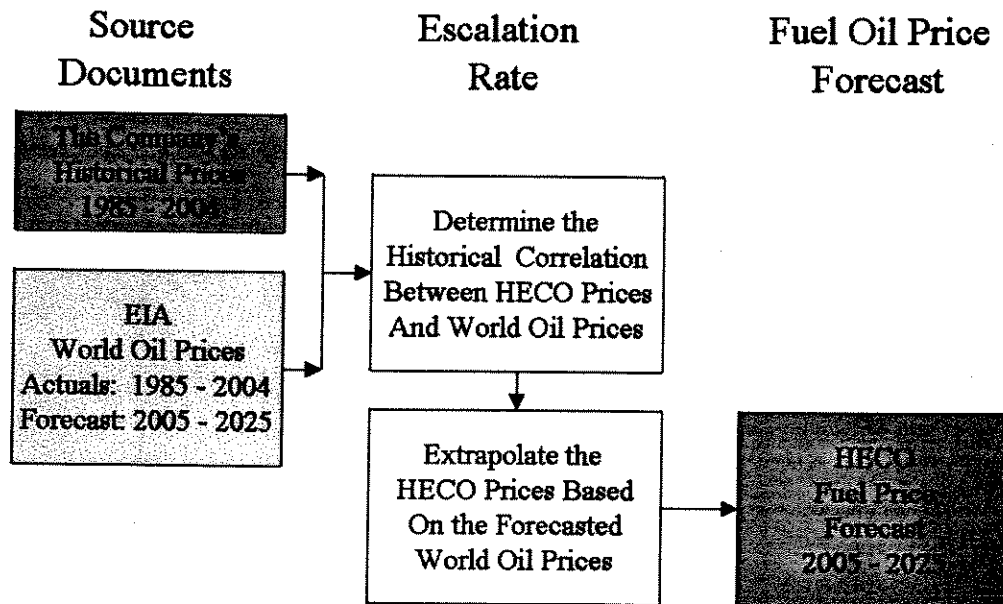 Source
Documents
Escalation
Rate
Fuel Oil Price
Forecast
The Company's
Historical Prices
1985 - 2004
EIA
World Oil Prices
Actuals: 1985 - 2004
Forecast: 2005 - 2025
Determine the
Historical Correlation
Between HECO Prices
And World Oil Prices
Extrapolate the
HECO Prices Based
On the Forecasted
World Oil Prices
HECO
Fuel Price
Forecast
2005 - 2025